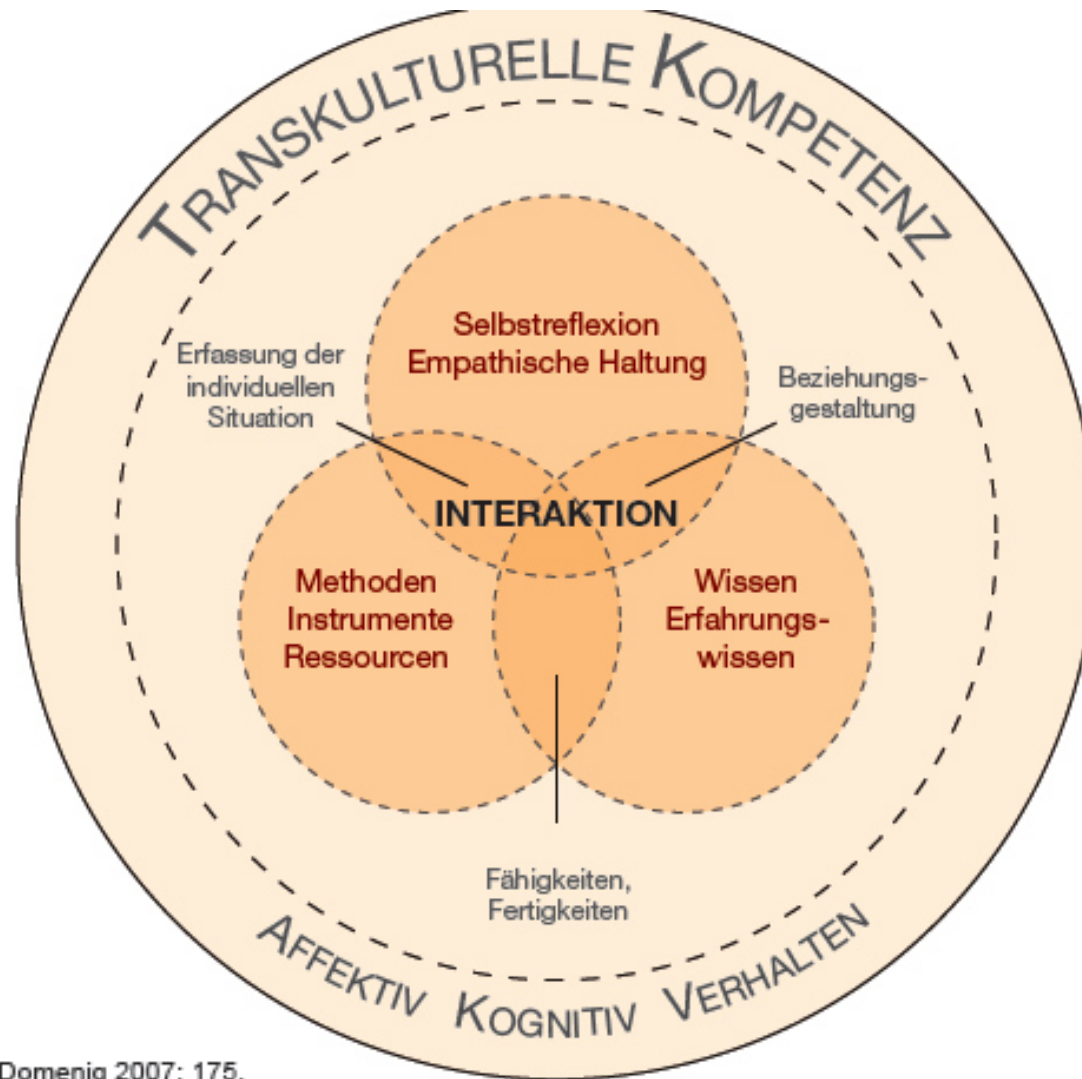 TRANSKULTURELLE KOMPETENZ
Selbstreflexion
Empathische Haltung
Erfassung der
individuellen
Situation
Beziehungs-
gestaltung
INTERAKTION
Methoden
Instrumente
Ressourcen
Wissen
Erfahrungs-
wissen
Fähigkeiten,
Fertigkeiten
AFFEKTIV KOGNITIV VERHALTEN
Domenig 2007: 175.